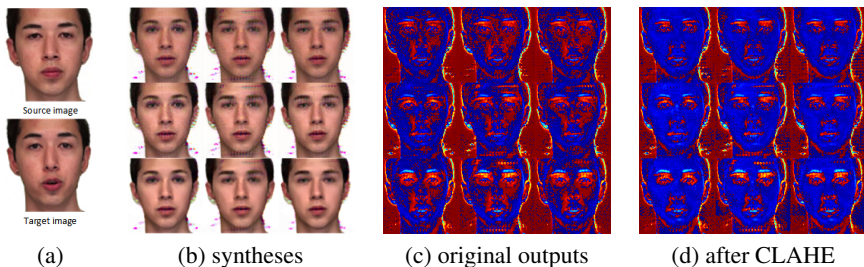 Source image
Target image
(a)
(b) syntheses
(c) original outputs
(d) after CLAHE